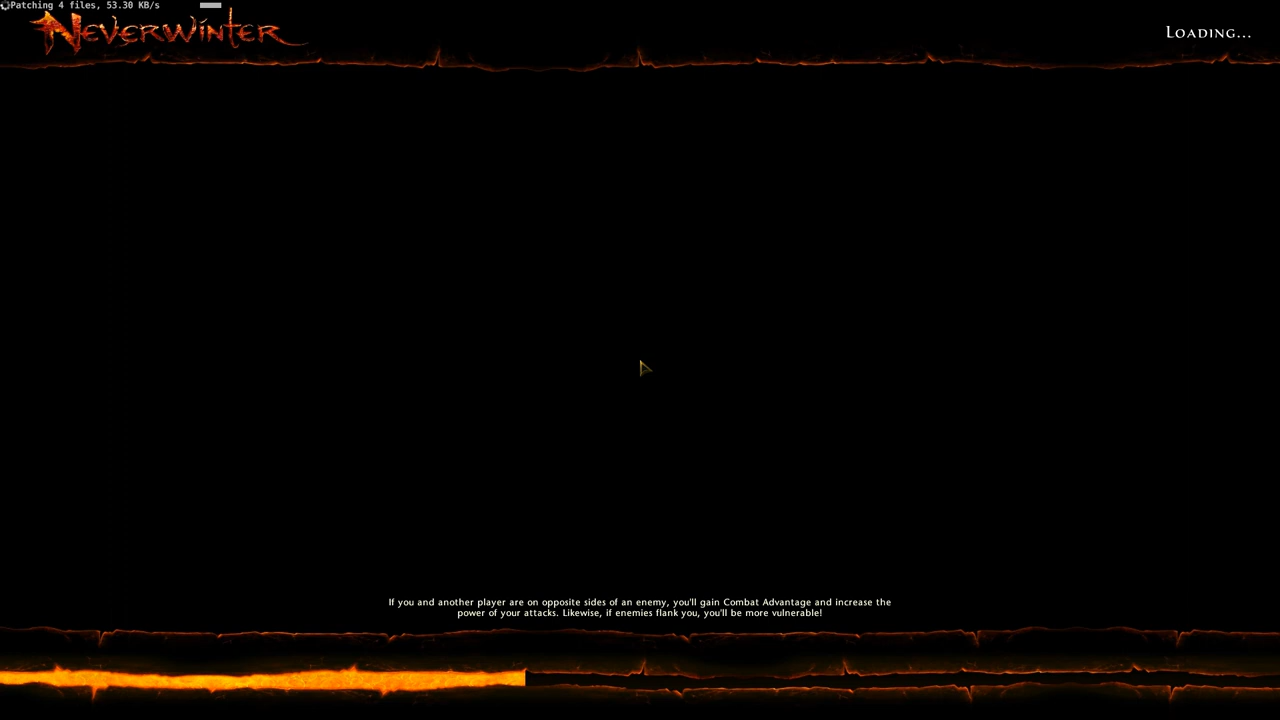 Patching 4 files, 53.30 KB/s
NEVERWINTER
LOADING...
If you and another player are on opposite sides of an enemy, you'll gain Combat Advantage and increase the
power of your attacks. Likewise, if enemies flank you, you'll be more vulnerable!